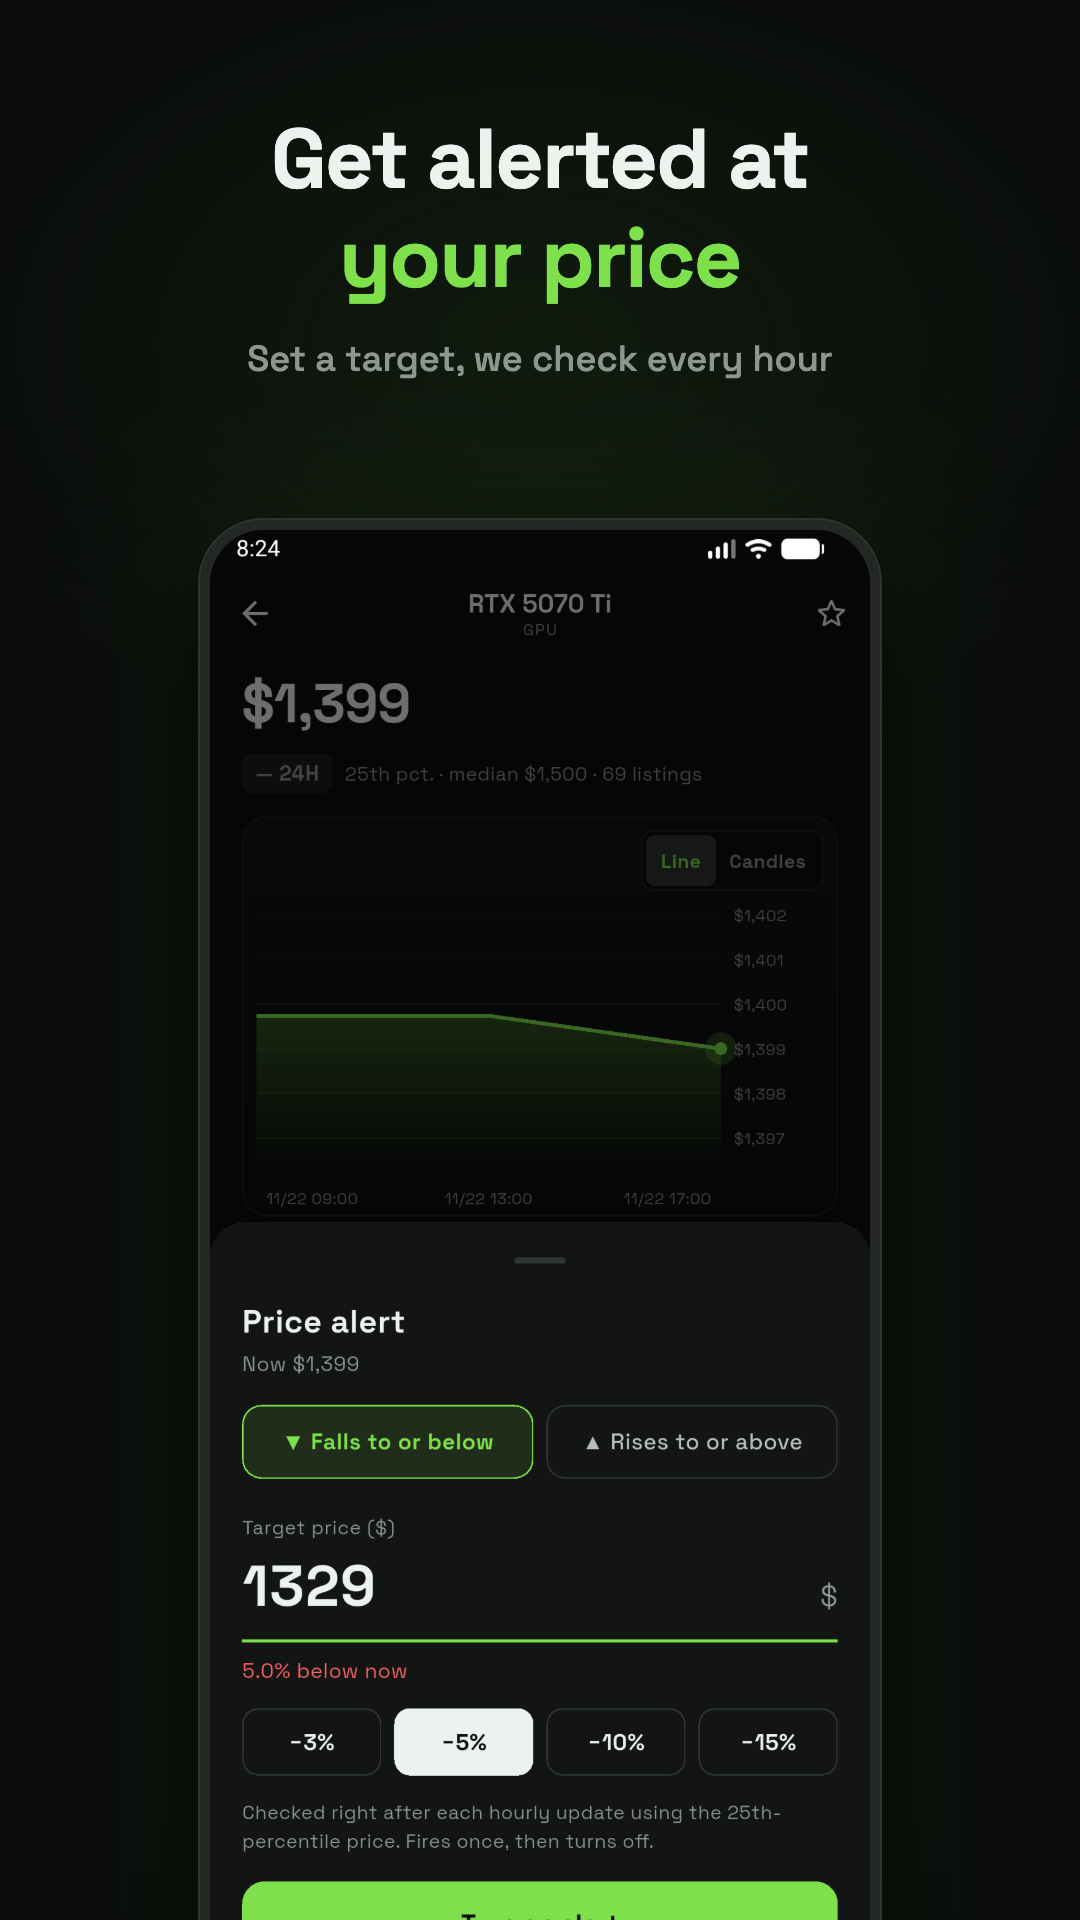 Get alerted at
your price
Set a target, we check every hour
8:24
RTX 5070 Ti
GPU
$1,399
— 24H
25th pct. · median $1,500 · 69 listings
Line
Candles
$1,402
$1,401
$1,400
$1,399
$1,398
$1,397
11/22 09:00
11/22 13:00
11/22 17:00
Price alert
Now $1,399
▼ Falls to or below
▲ Rises to or above
Target price ($)
1329
$
5.0% below now
-3%
-5%
-10%
-15%
Checked right after each hourly update using the 25th-
percentile price. Fires once, then turns off.